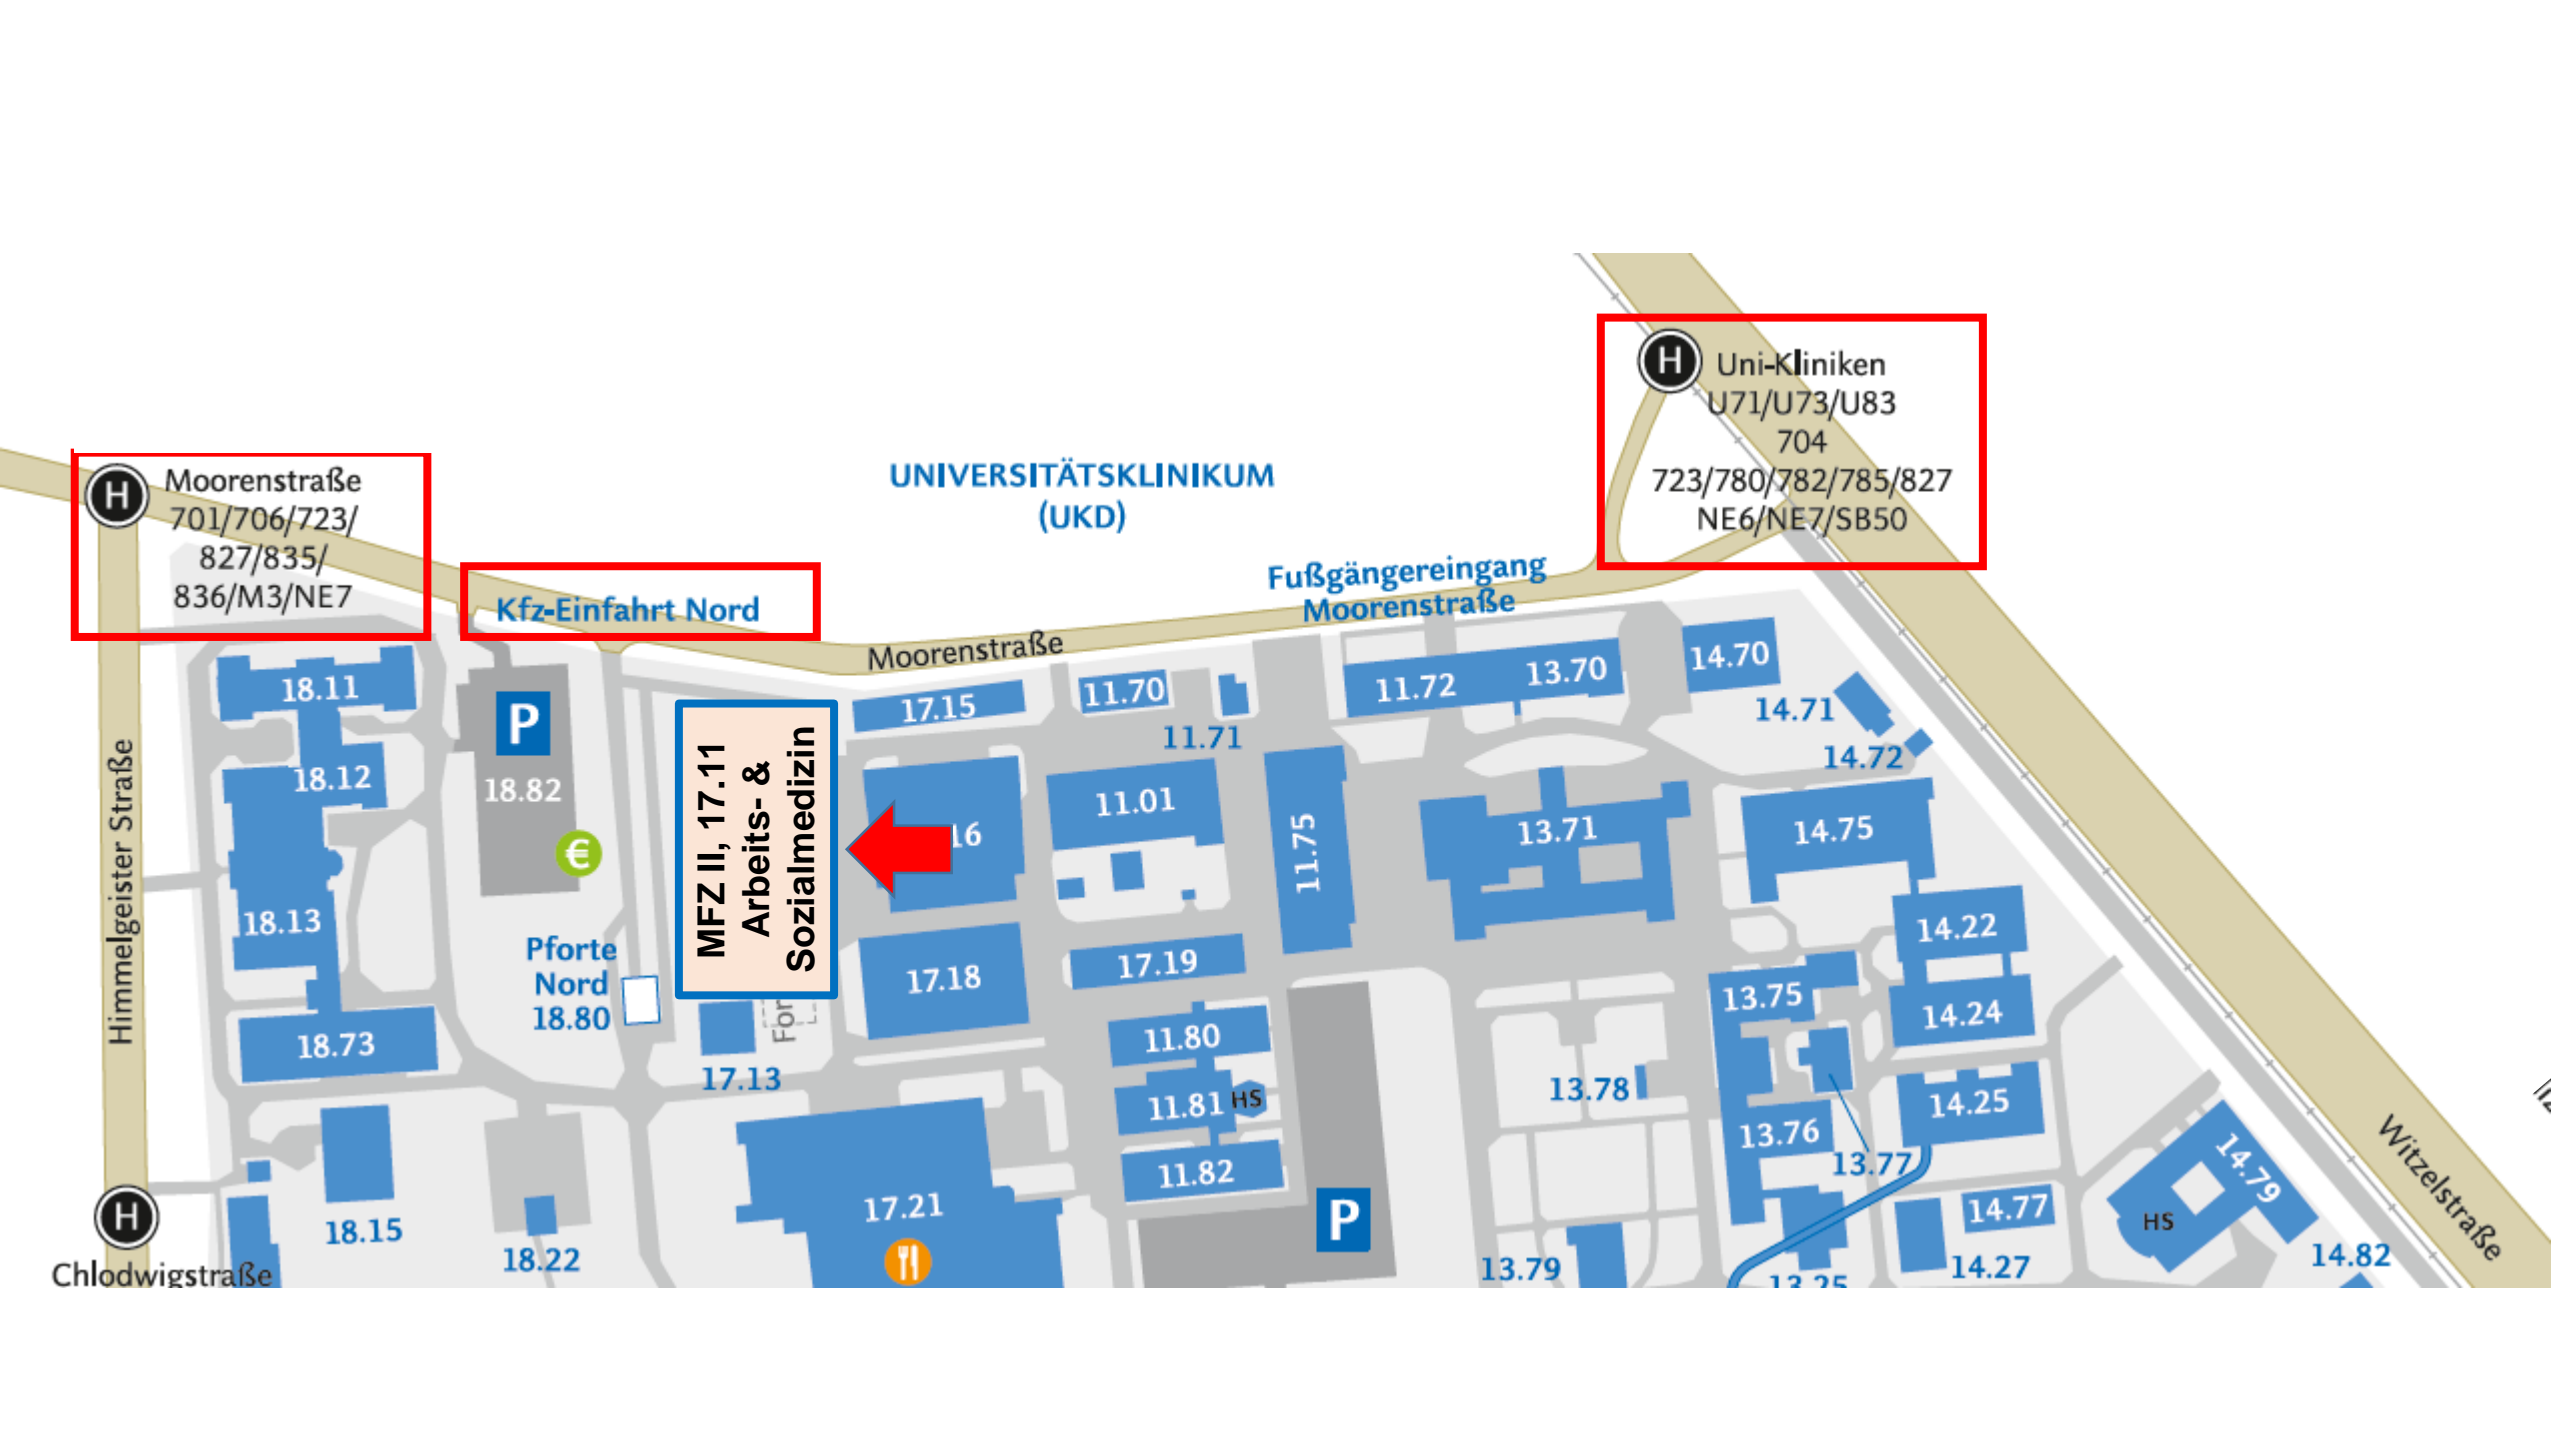 H
Uni-Kliniken
U71/U73/U83
704
723/780/782/785/827
NE6/NE7/SB50
H
Moorenstraße
701/706/723/
827/835/
836/M3/NE7
UNIVERSITÄTSKLINIKUM
(UKD)
Kfz-Einfahrt Nord
Fußgängereingang
Moorenstraße
Moorenstraße
18.11
P
18.82
€
18.12
18.13
18.73
Himmelgeister Straße
Pforte
Nord
18.80
MFZ II, 17.11
Arbeits- &
Sozialmedizin
17.15
11.70
11.71
11.72
13.70
14.70
14.71
14.72
16
11.01
11.75
13.71
14.75
14.22
17.18
17.19
13.75
14.24
For
17.13
11.80
11.81
HS
11.82
13.78
13.76
13.77
14.25
17.21
P
18.15
18.22
H
Chlodwigstraße
13.79
13.25
14.77
14.27
HS
14.79
14.82
Witzelstraße